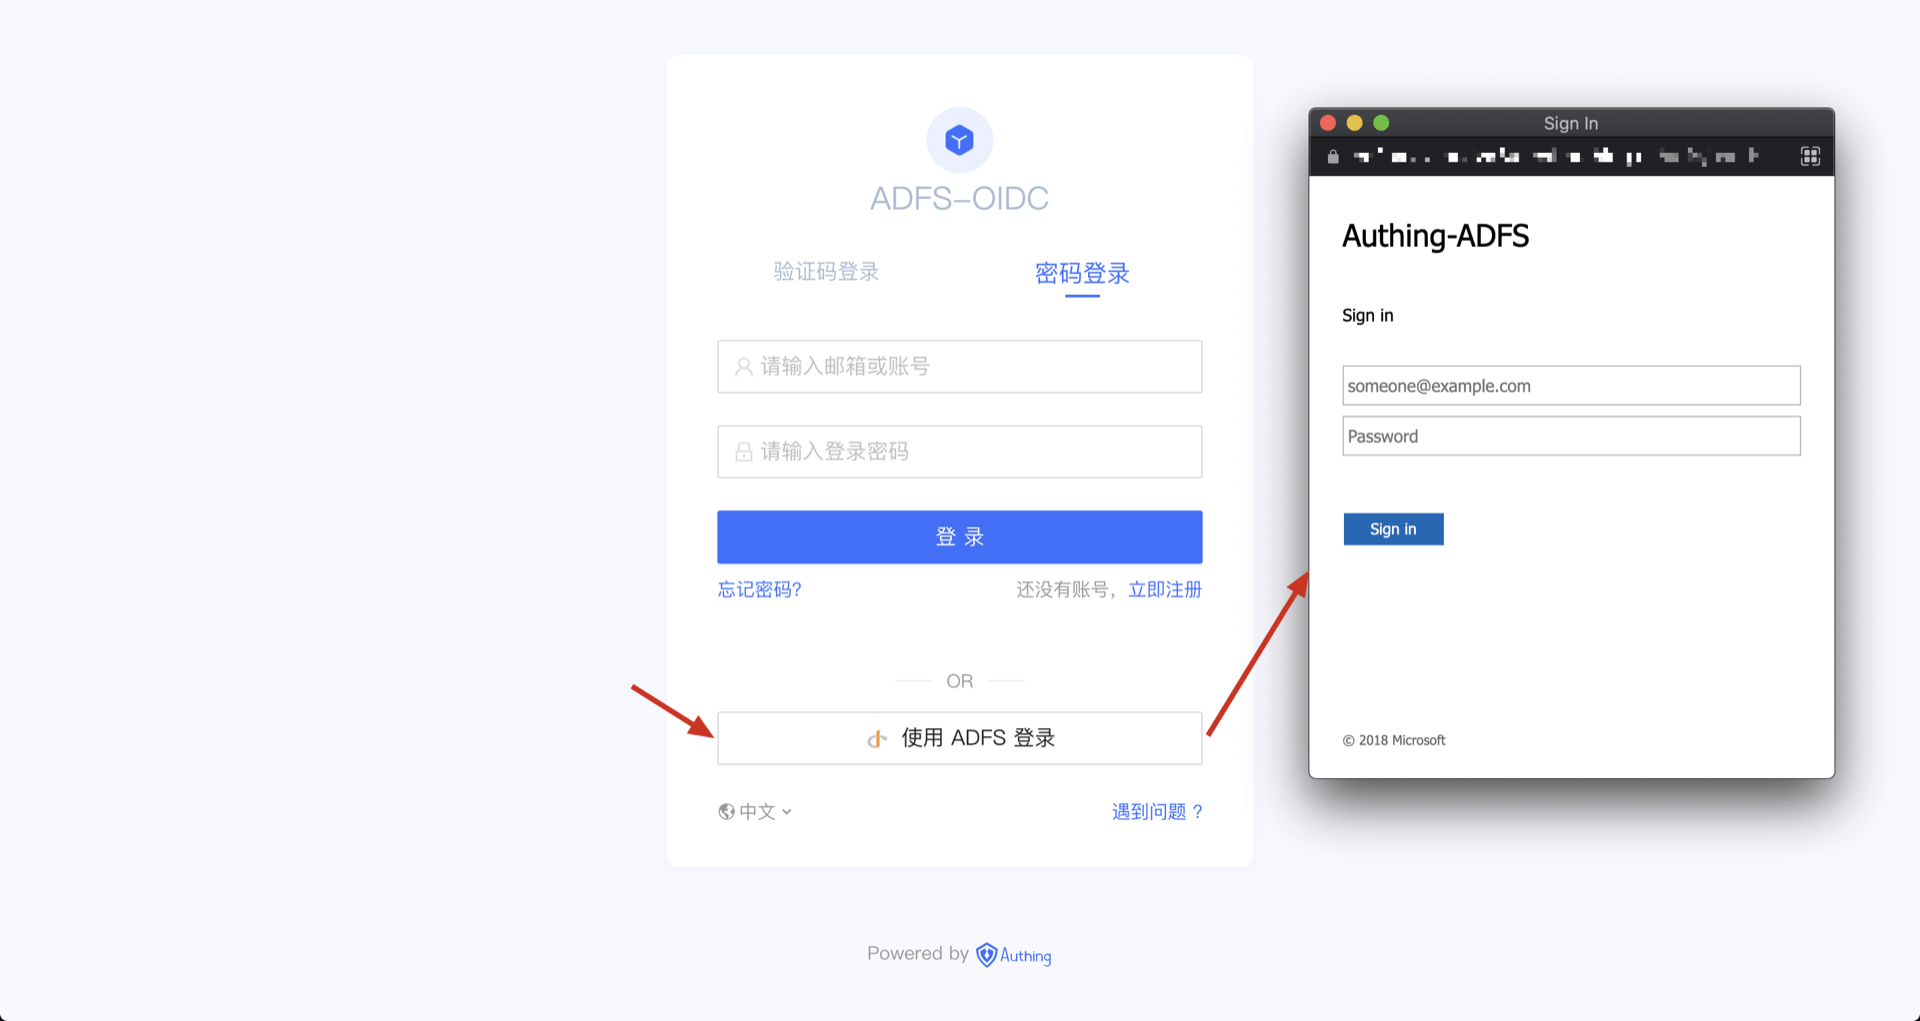 ADFS-OIDC
验证码登录
密码登录
请输入邮箱或账号
请输入登录密码
登 录
忘记密码?
还没有账号，立即注册
OR
使用 ADFS 登录
中文
遇到问题 ?
Powered by Authing
Sign In
Authing-ADFS
Sign in
someone@example.com
Password
Sign in
© 2018 Microsoft